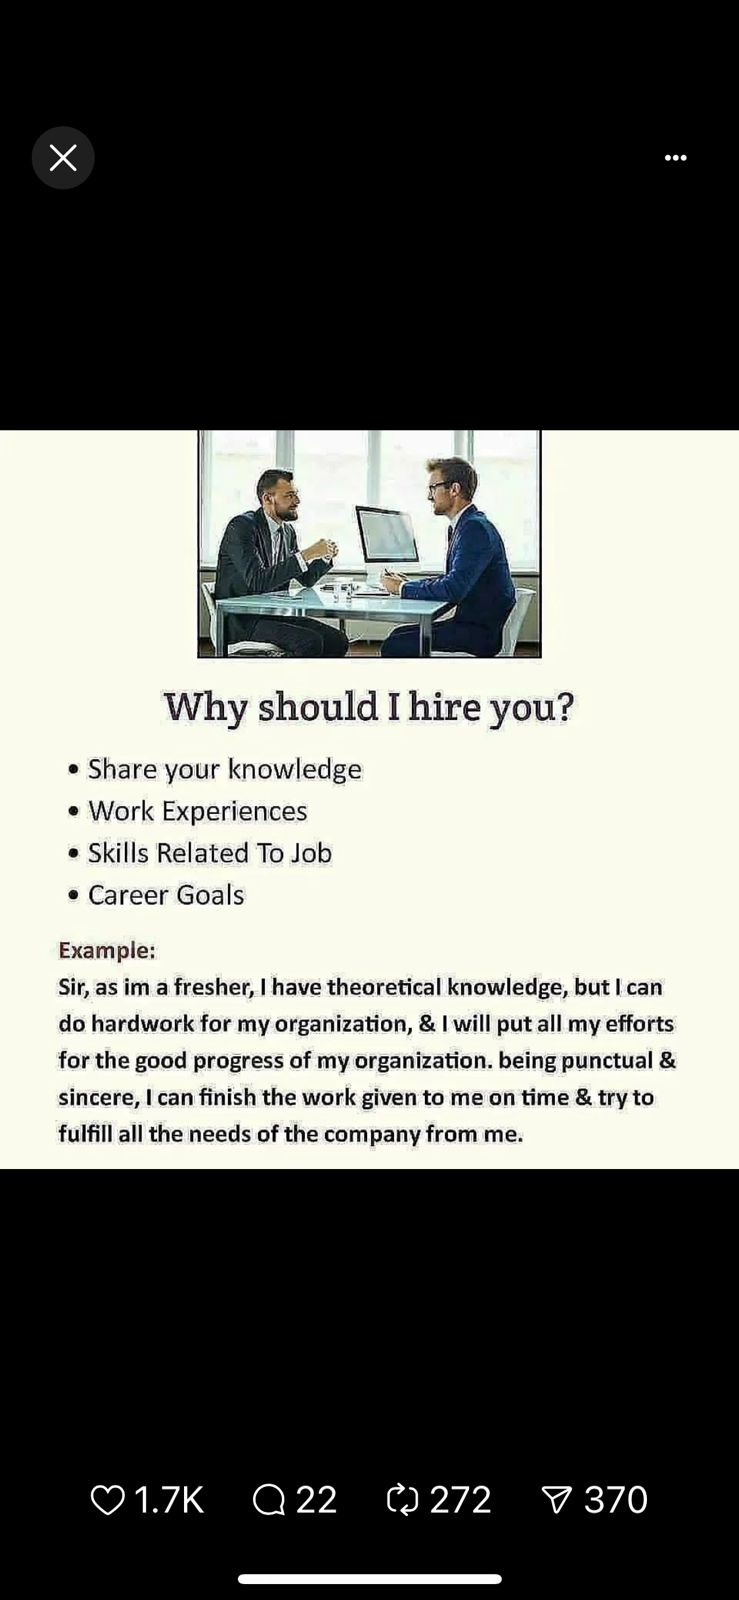 Why should I hire you?
• Share your knowledge
• Work Experiences
• Skills Related To Job
• Career Goals
Example:
Sir, as im a fresher, I have theoretical knowledge, but I can
do hardwork for my organization, & I will put all my efforts
for the good progress of my organization. being punctual &
sincere, I can finish the work given to me on time & try to
fulfill all the needs of the company from me.
1.7K 22 272 370